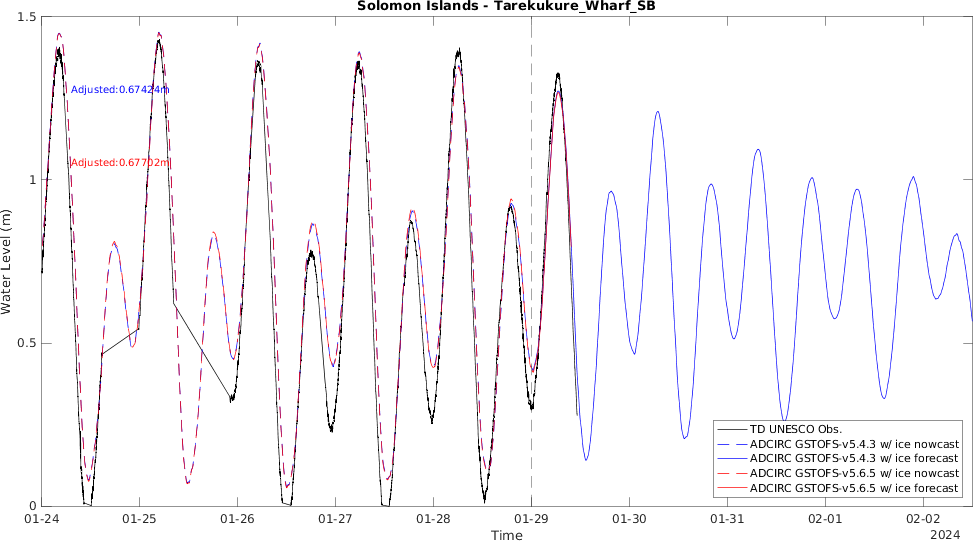 Solomon Islands - Tarekukure_Wharf_SB
1.5
Adjusted:0.67424m
Adjusted:0.67702m
1
Water Level (m)
0.5
TD UNESCO Obs.
ADCIRC GSTOFS-v5.4.3 w/ ice nowcast
ADCIRC GSTOFS-v5.4.3 w/ ice forecast
ADCIRC GSTOFS-v5.6.5 w/ ice nowcast
ADCIRC GSTOFS-v5.6.5 w/ ice forecast
0
01-24 01-25 01-26 01-27 01-28 01-29 01-30 01-31 02-01 02-02
Time
2024